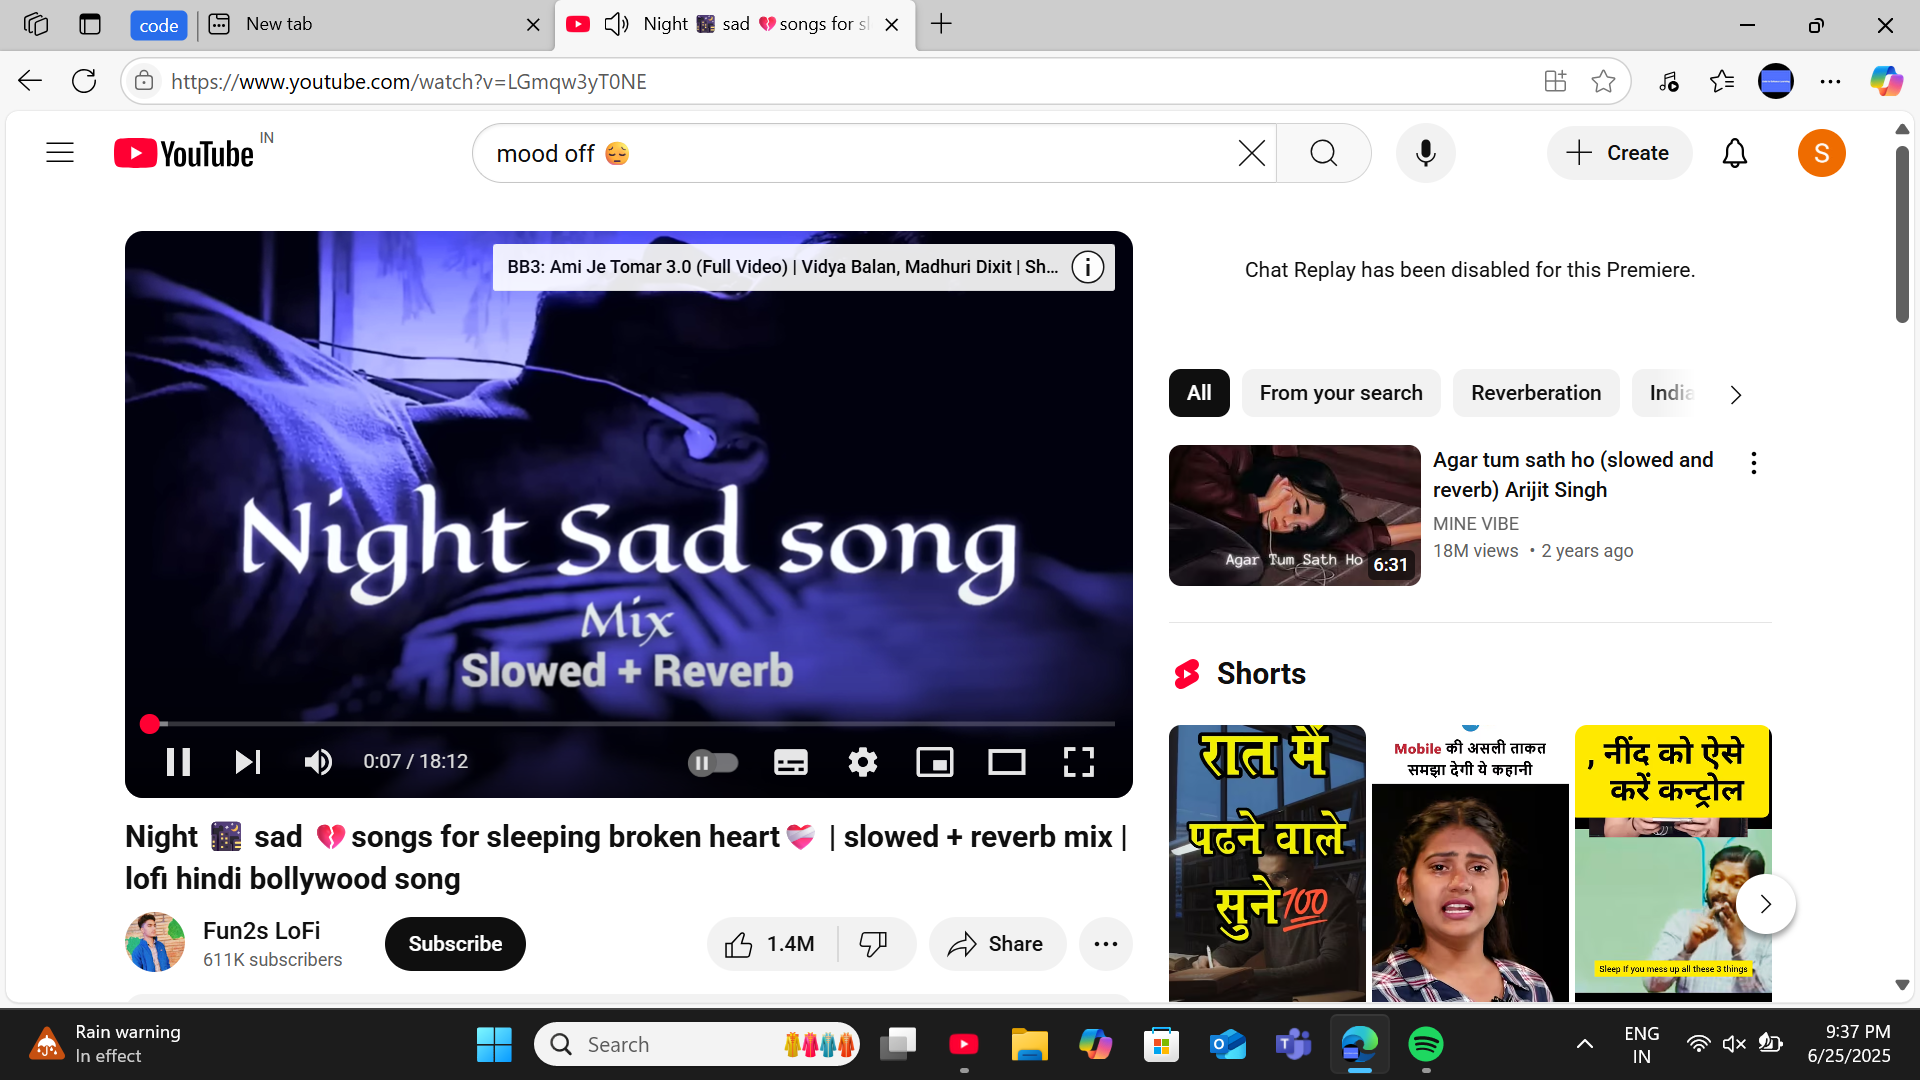 code
New tab
Night 🌃 sad 💔songs for sl
https://www.youtube.com/watch?v=LGmqw3yT0NE
YouTube IN
mood off 😔
Create
S
BB3: Ami Je Tomar 3.0 (Full Video) | Vidya Balan, Madhuri Dixit | Sh...
Night Sad song
Mix
Slowed + Reverb
0:07 / 18:12
Night 🌃 sad 💔songs for sleeping broken heart❤️‍🩹 | slowed + reverb mix |
lofi hindi bollywood song
Fun2s LoFi
611K subscribers
Subscribe
1.4M
Share
Chat Replay has been disabled for this Premiere.
All
From your search
Reverberation
India
Agar Tum Sath Ho
6:31
Agar tum sath ho (slowed and
reverb) Arijit Singh
MINE VIBE
18M views • 2 years ago
Shorts
रात में
पढने वाले
सुने💯
Mobile की असली ताकत
समझा देगी ये कहानी
, नींद को ऐसे
करें कन्ट्रोल
Sleep If you mess up all these 3 things
Rain warning
In effect
Search
ENG
IN
9:37 PM
6/25/2025